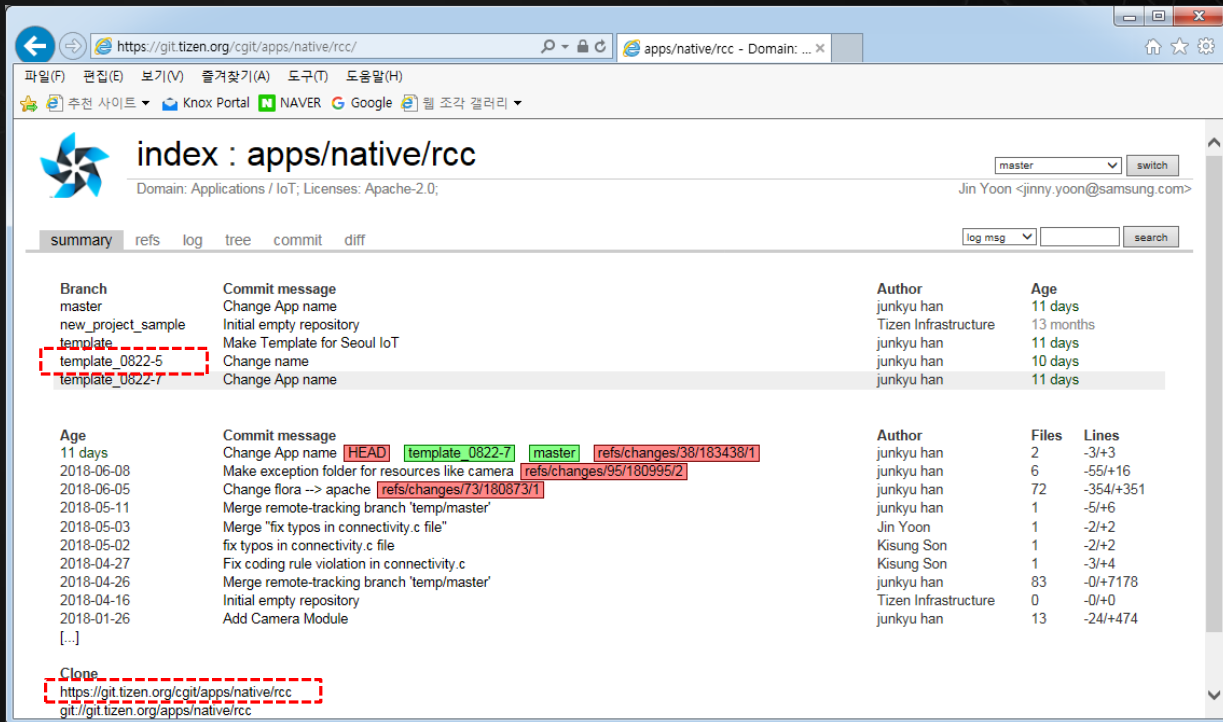 https://git.tizen.org/cgit/apps/native/rcc/
apps/native/rcc - Domain: ...
파일(F) 편집(E) 보기(V) 즐겨찾기(A) 도구(T) 도움말(H)
추천 사이트 Knox Portal N NAVER G Google 웹 조각 갤러리
index : apps/native/rcc
master switch
Domain: Applications / IoT; Licenses: Apache-2.0; Jin Yoon <jinny.yoon@samsung.com>
summary refs log tree commit diff log msg search
Branch Commit message Author Age
master Change App name junkyu han 11 days
new_project_sample Initial empty repository Tizen Infrastructure 13 months
template Make Template for Seoul IoT junkyu han 11 days
template_0822-5 Change name junkyu han 10 days
template_0822-7 Change App name junkyu han 11 days
Age Commit message Author Files Lines
11 days Change App name HEAD template_0822-7 master refs/changes/38/183438/1 junkyu han 2 -3/+3
2018-06-08 Make exception folder for resources like camera refs/changes/95/180995/2 junkyu han 6 -55/+16
2018-06-05 Change flora --> apache refs/changes/73/180873/1 junkyu han 72 -354/+351
2018-05-11 Merge remote-tracking branch 'temp/master' junkyu han 1 -5/+6
2018-05-03 Merge "fix typos in connectivity.c file" Jin Yoon 1 -2/+2
2018-05-02 fix typos in connectivity.c file Kisung Son 1 -2/+2
2018-04-27 Fix coding rule violation in connectivity.c Kisung Son 1 -3/+4
2018-04-26 Merge remote-tracking branch 'temp/master' junkyu han 83 -0/+7178
2018-04-16 Initial empty repository Tizen Infrastructure 0 -0/+0
2018-01-26 Add Camera Module junkyu han 13 -24/+474
[...]
Clone
https://git.tizen.org/cgit/apps/native/rcc
git://git.tizen.org/apps/native/rcc